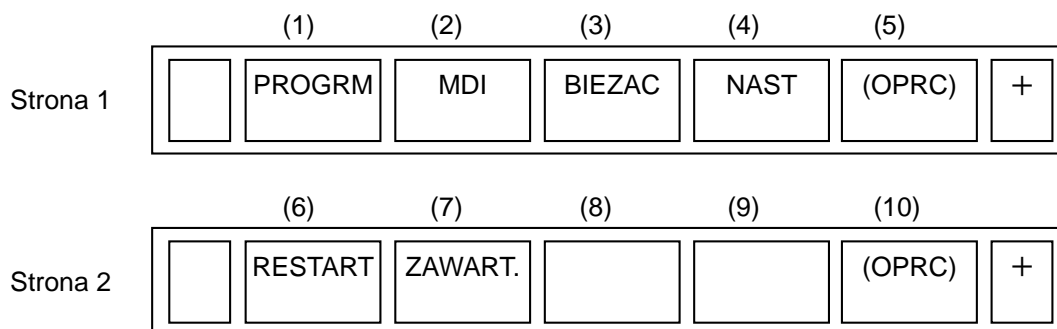 (1) (2) (3) (4) (5)
Strona 1 PROGRM MDI BIEZAC NAST (OPRC) +
(6) (7) (8) (9) (10)
Strona 2 RESTART ZAWART. (OPRC) +